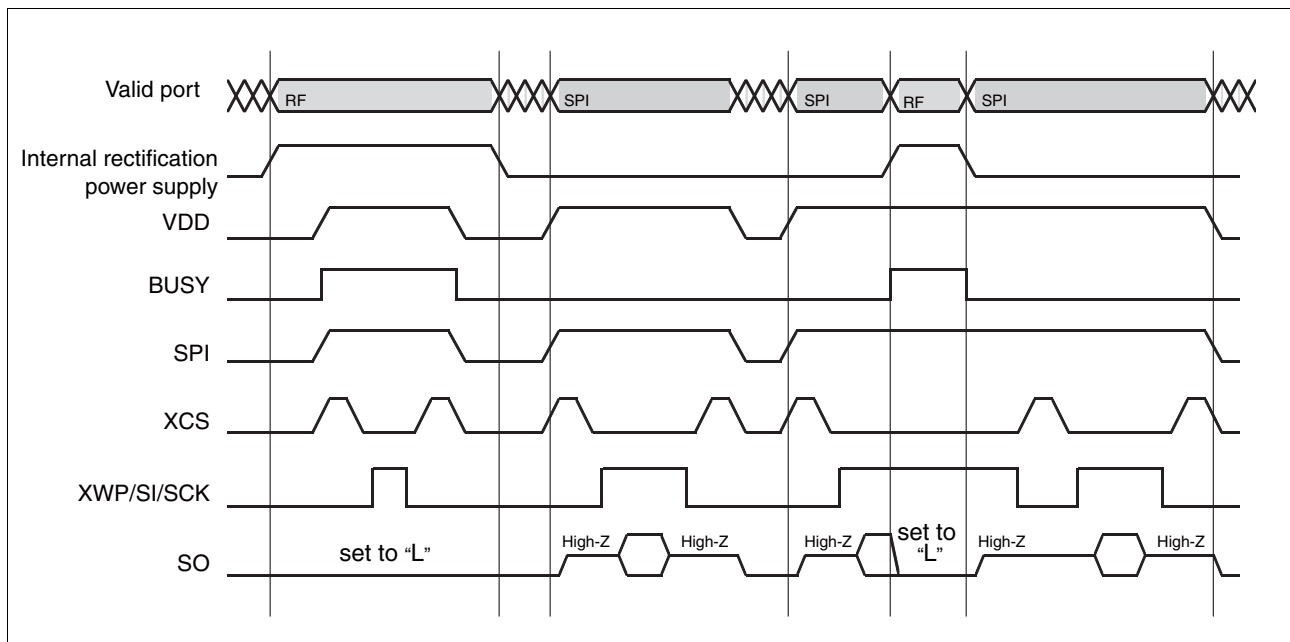 Valid port
RF
SPI
SPI
RF
SPI
Internal rectification
power supply
VDD
BUSY
SPI
XCS
XWP/SI/SCK
SO
set to “L”
High-Z
High-Z
High-Z
set to
“L”
High-Z
High-Z